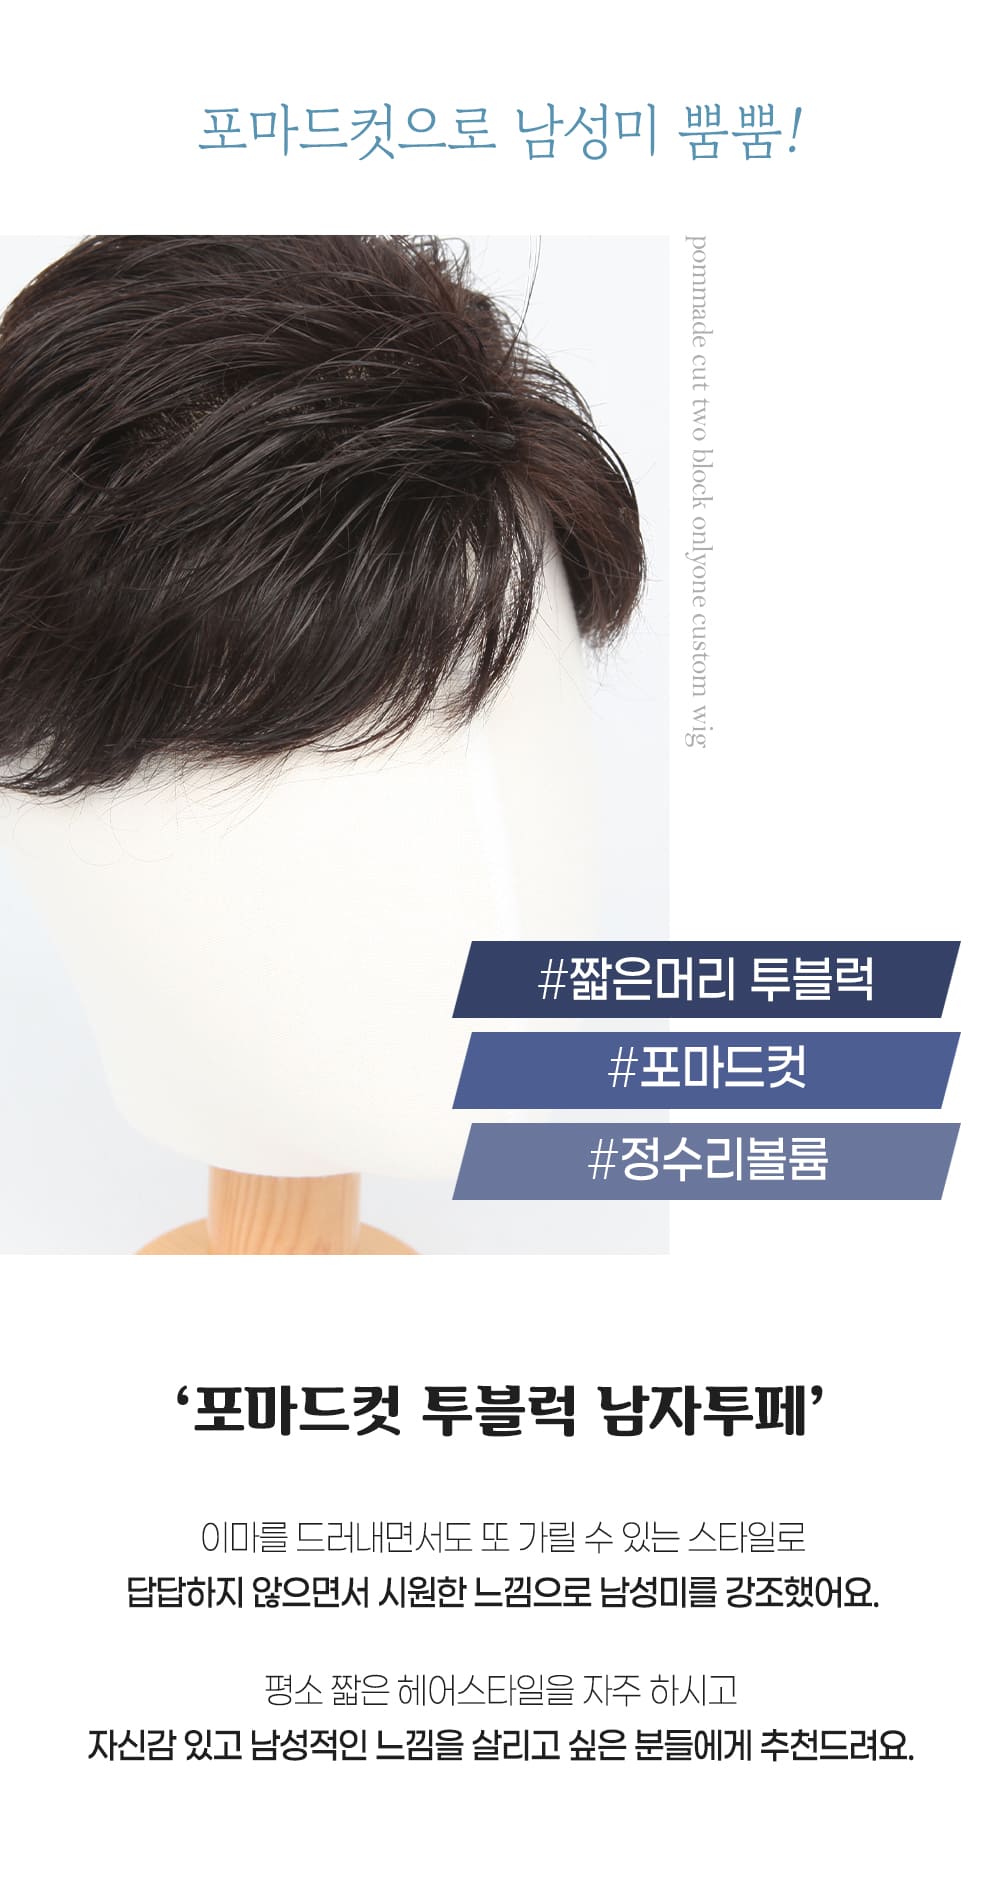 포마드컷으로 남성미 뿜뿜!
pommade cut two block onlyone custom wig
#짧은머리 투블럭
#포마드컷
#정수리볼륨
‘포마드컷 투블럭 남자투페’
이마를 드러내면서도 또 가릴 수 있는 스타일로
답답하지 않으면서 시원한 느낌으로 남성미를 강조했어요.
평소 짧은 헤어스타일을 자주 하시고
자신감 있고 남성적인 느낌을 살리고 싶은 분들에게 추천드려요.